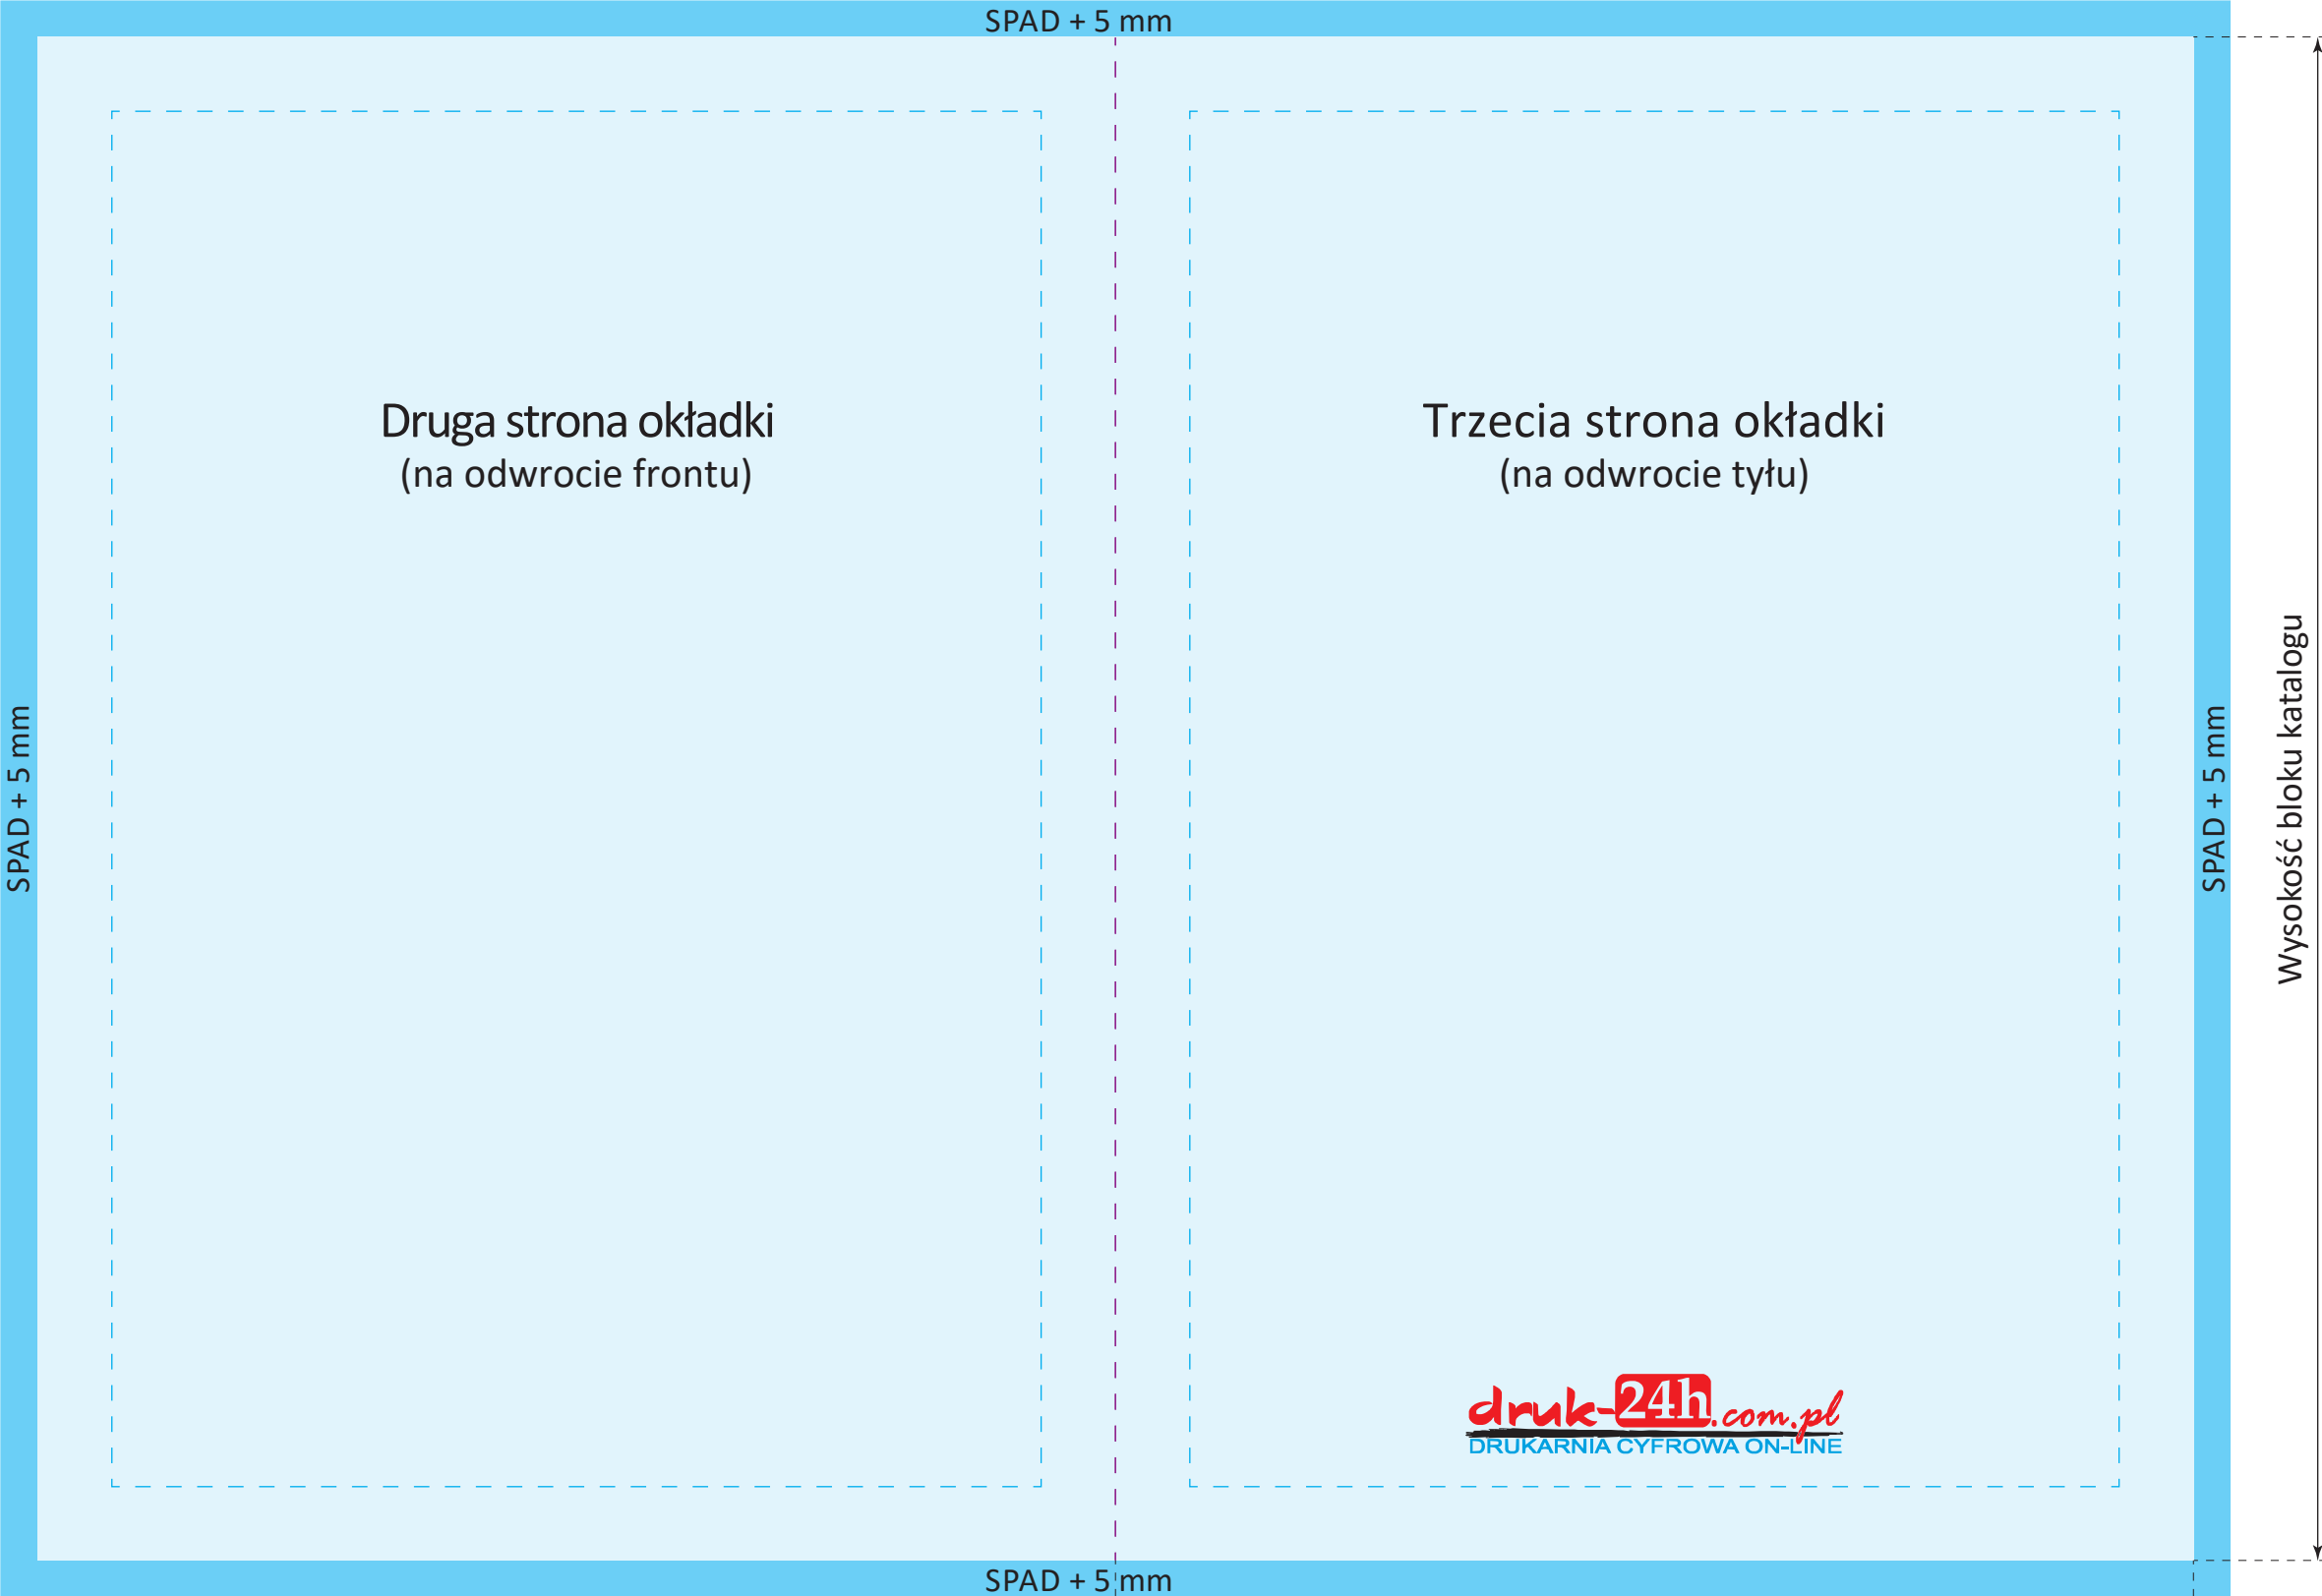 SPAD + 5 mm
Druga strona okładki
(na odwrocie frontu)
Trzecia strona okładki
(na odwrocie tyłu)
SPAD + 5 mm
SPAD + 5 mm
Wysokość bloku katalogu
druk-24h.com.pl
DRUKARNIA CYFROWA ON-LINE
SPAD + 5 mm